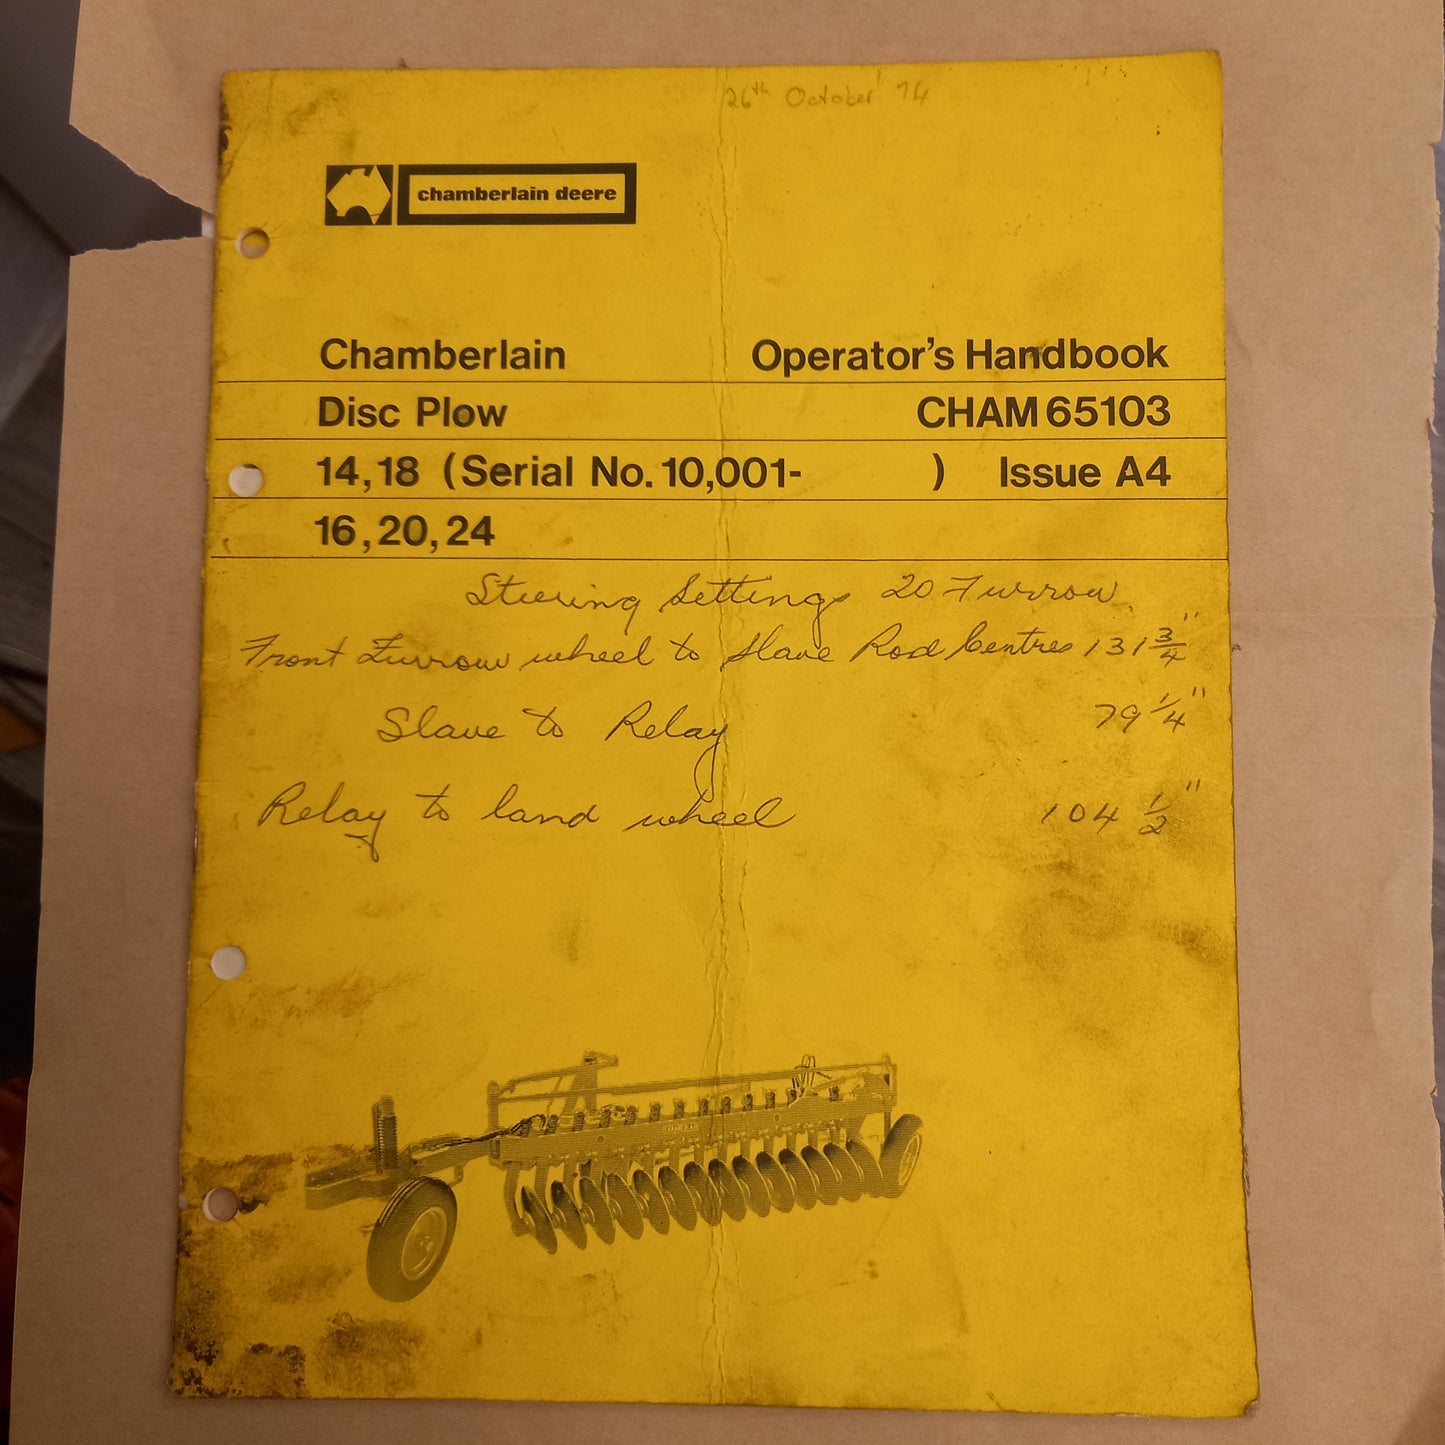 26th October '74
chamberlain deere
Chamberlain Operator's Handbook
Disc Plow CHAM 65103
14,18 (Serial No. 10,001- ) Issue A4
16,20,24
Steering Settings 20 Furrow
Front Furrow wheel to Slave Rod Centres 131 3/4"
Slave to Relay 79 1/4"
Relay to land wheel 104 1/2"
CHAMBERLAIN